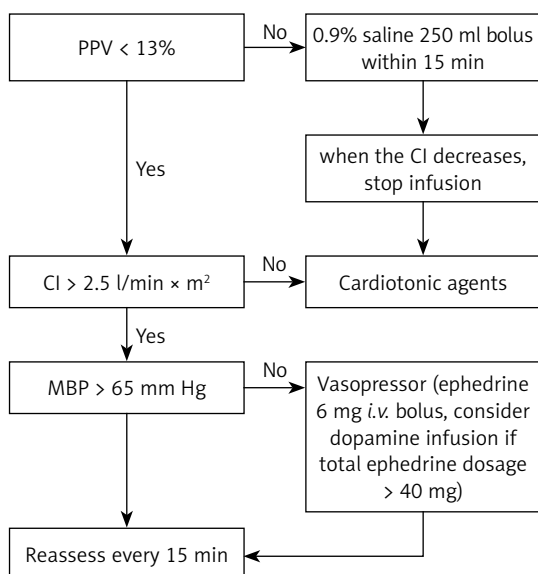 PPV < 13%
No
0.9% saline 250 ml bolus
within 15 min
Yes
when the CI decreases,
stop infusion
CI > 2.5 l/min × m²
No
Cardiotonic agents
Yes
MBP > 65 mm Hg
No
Vasopressor (ephedrine
6 mg i.v. bolus, consider
dopamine infusion if
total ephedrine dosage
> 40 mg)
Reassess every 15 min